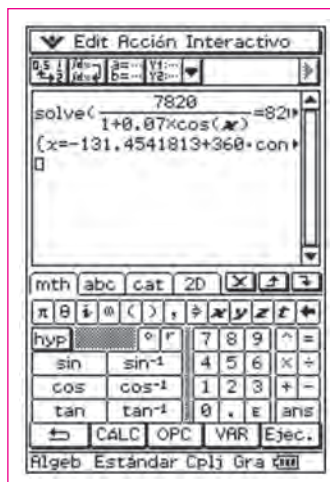 Edit Acción Interactivo
solve(7820/1+0.07×cos(x)=82
{x=-131.4541813+360·con
mth abc cat 2D
π θ i ∞ ( ) , ⇒ x y z t ←
hyp ° r 7 8 9 ^ =
sin sin⁻¹ 4 5 6 × ÷
cos cos⁻¹ 1 2 3 + -
tan tan⁻¹ 0 . E ans
CALC OPC VAR Ejec.
Algeb Estándar Cplj Gra